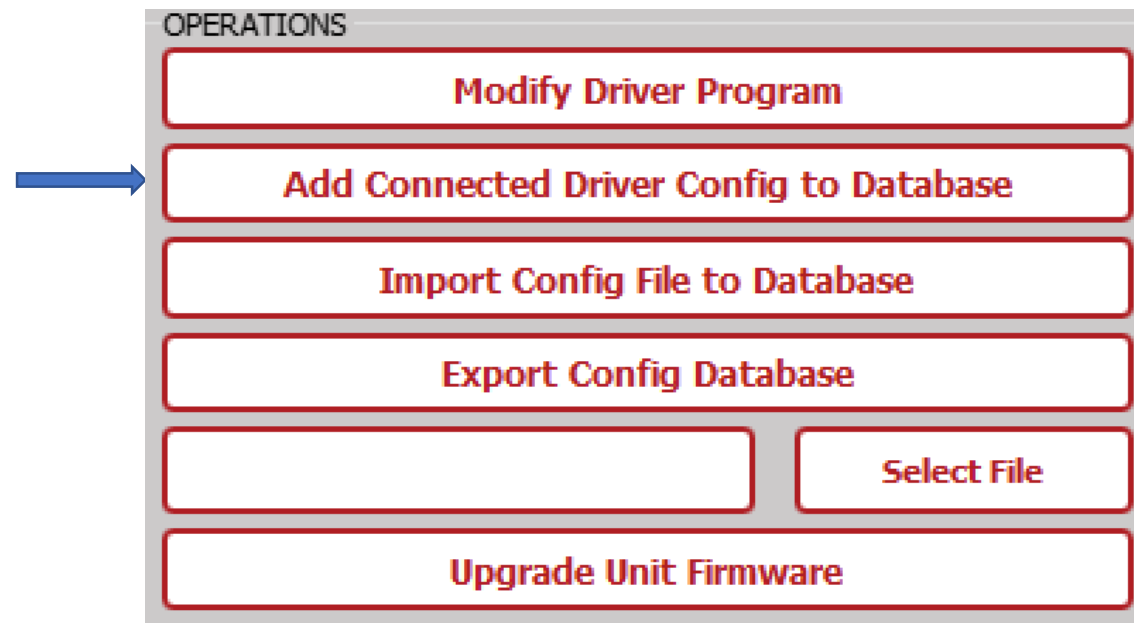 OPERATIONS
Modify Driver Program
Add Connected Driver Config to Database
Import Config File to Database
Export Config Database
Select File
Upgrade Unit Firmware